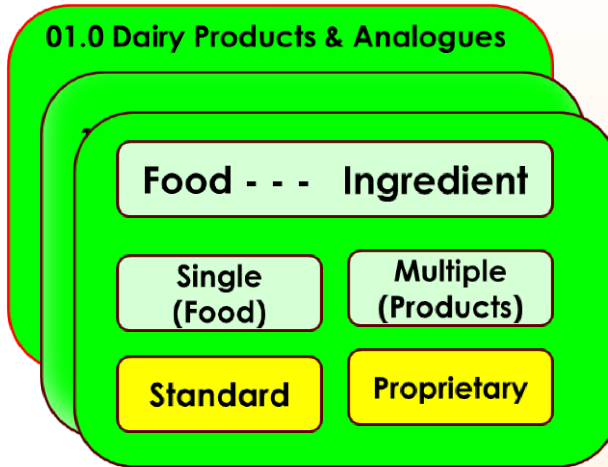 01.0 Dairy Products & Analogues
Food - - - Ingredient
Single
(Food)
Multiple
(Products)
Standard
Proprietary